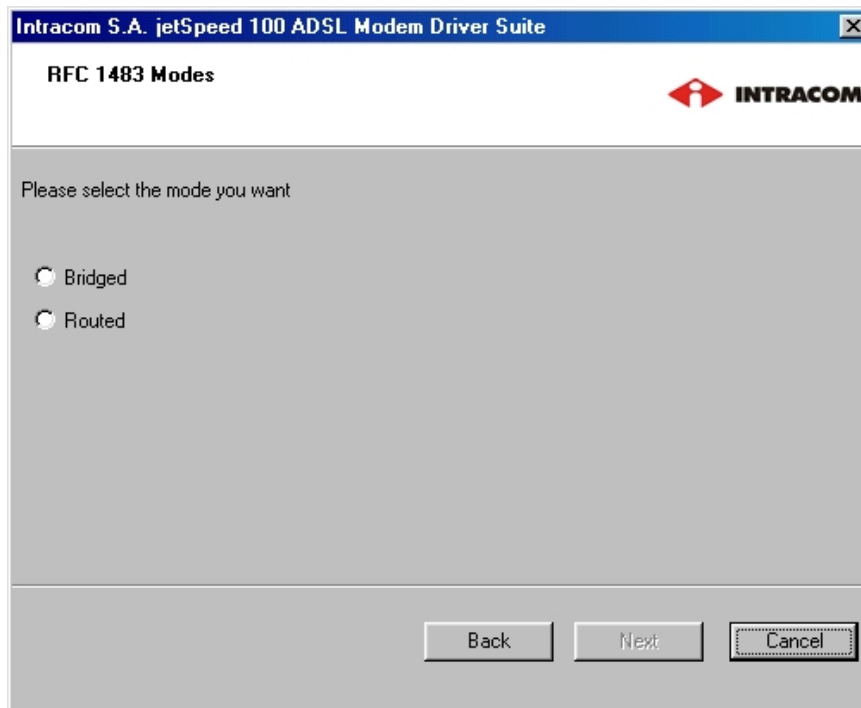 Intracom S.A. jetSpeed 100 ADSL Modem Driver Suite
RFC 1483 Modes
INTRACOM
Please select the mode you want
Bridged
Routed
Back Next Cancel